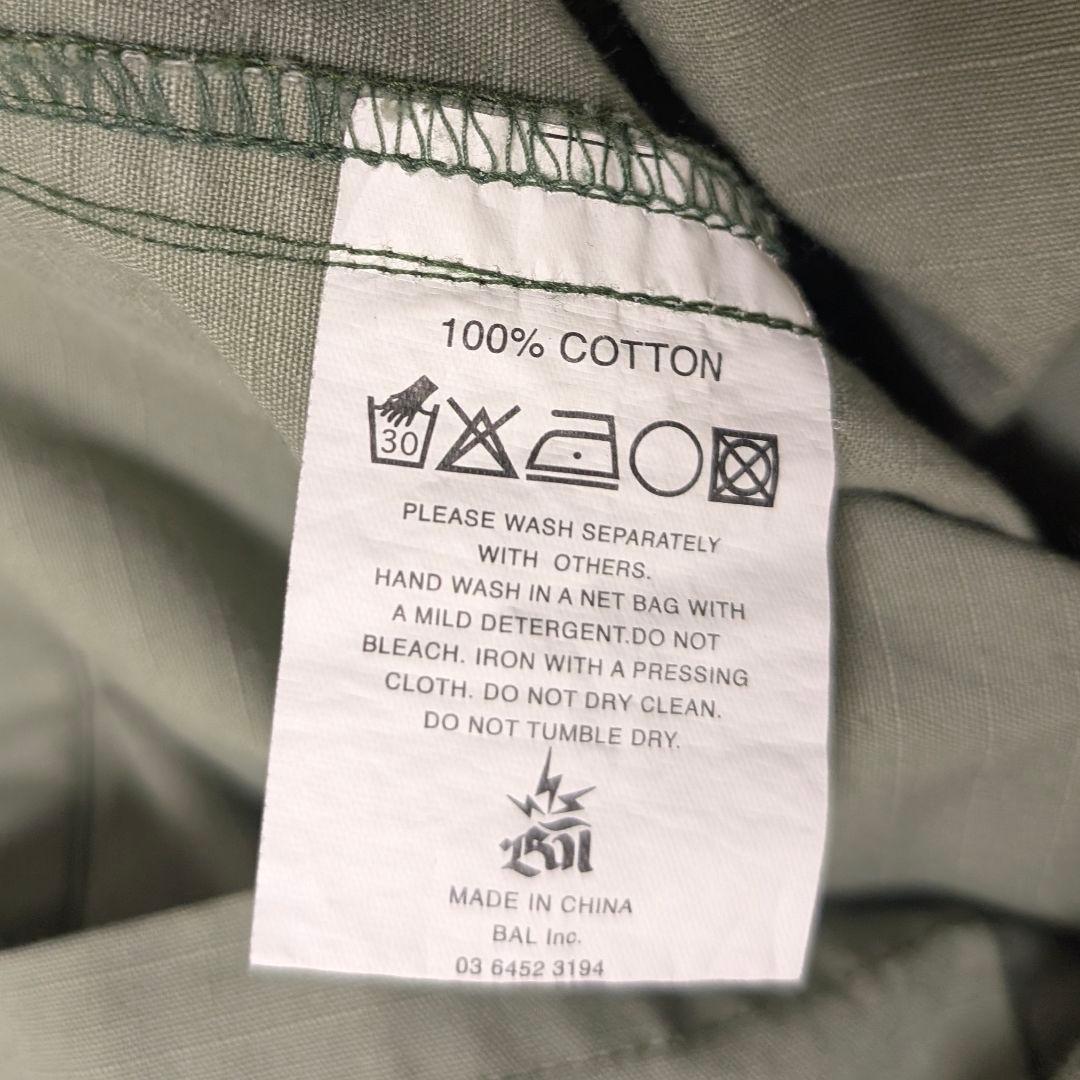 100% COTTON
30
PLEASE WASH SEPARATELY
WITH OTHERS.
HAND WASH IN A NET BAG WITH
A MILD DETERGENT.DO NOT
BLEACH. IRON WITH A PRESSING
CLOTH. DO NOT DRY CLEAN.
DO NOT TUMBLE DRY.
Bal
MADE IN CHINA
BAL Inc.
03 6452 3194